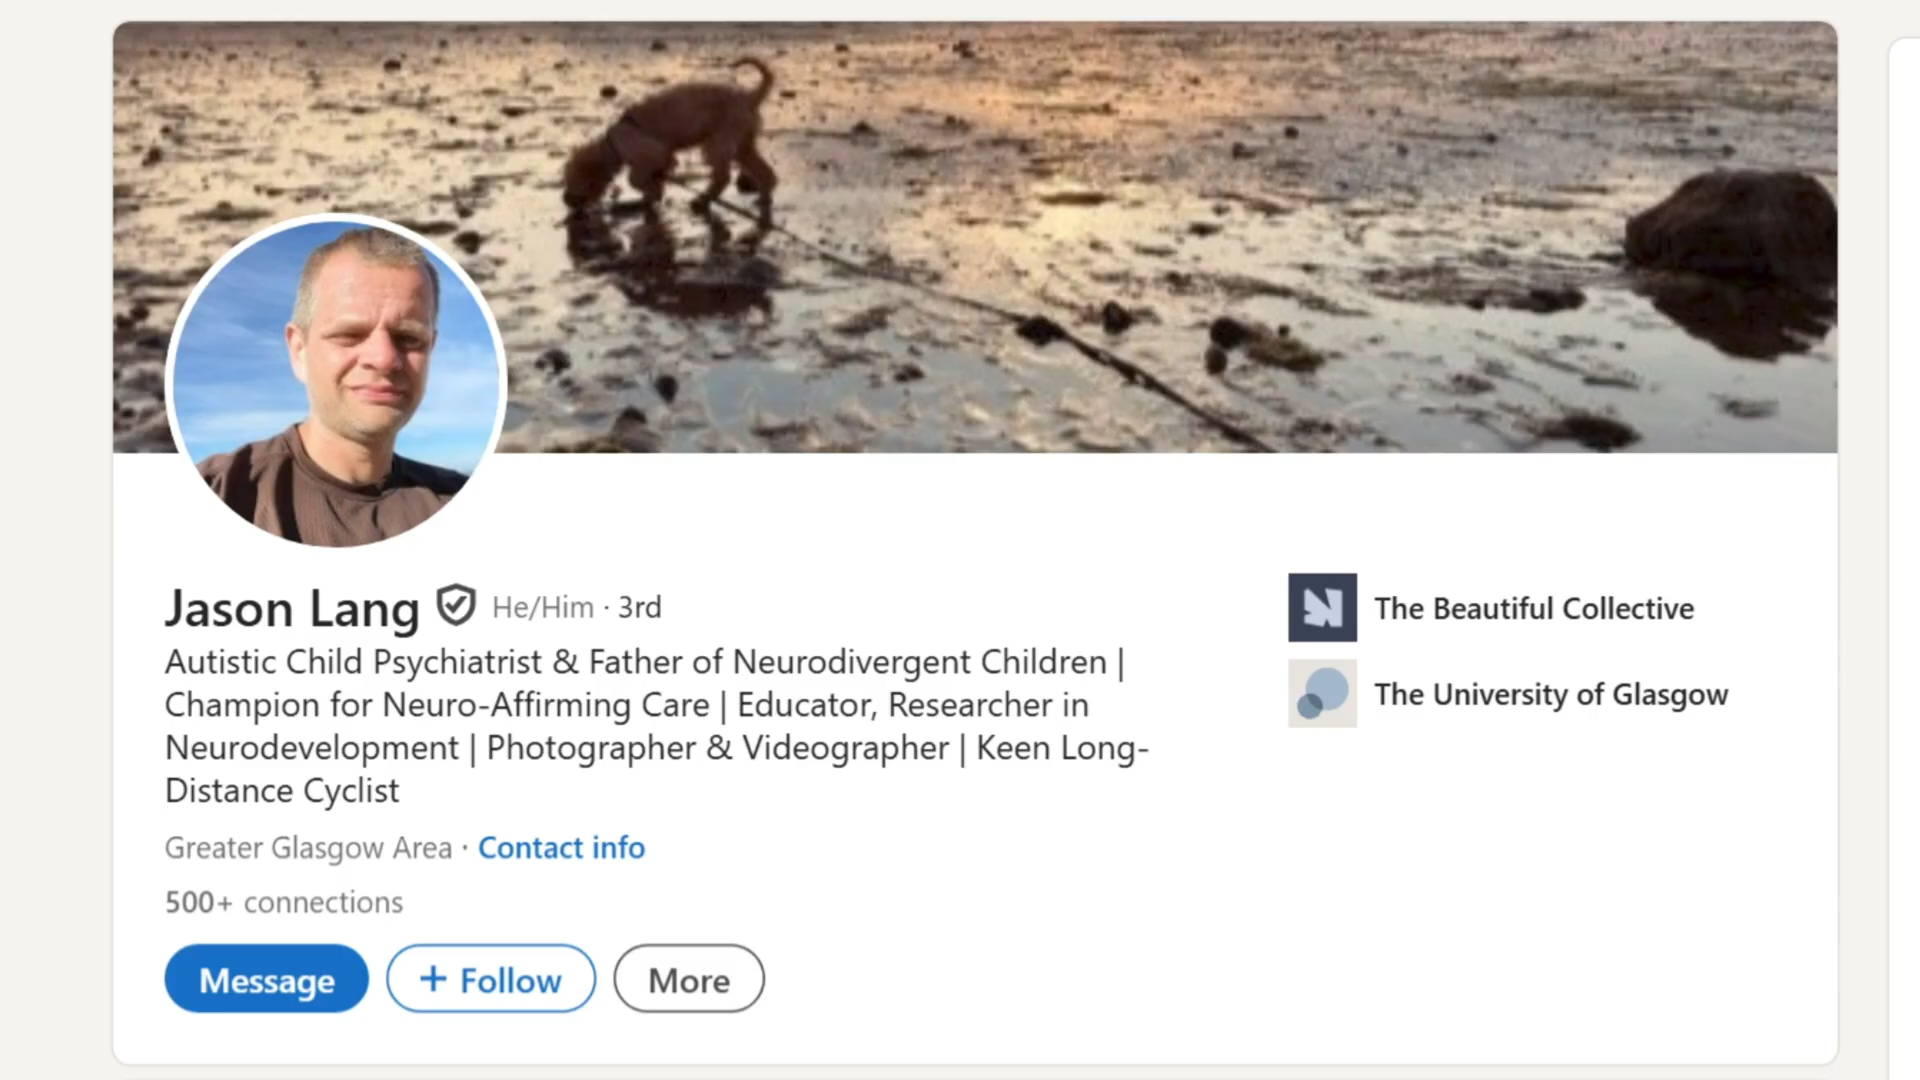 Jason Lang He/Him · 3rd
Autistic Child Psychiatrist & Father of Neurodivergent Children |
Champion for Neuro-Affirming Care | Educator, Researcher in
Neurodevelopment | Photographer & Videographer | Keen Long-
Distance Cyclist
Greater Glasgow Area · Contact info
500+ connections
Message + Follow More
The Beautiful Collective
The University of Glasgow